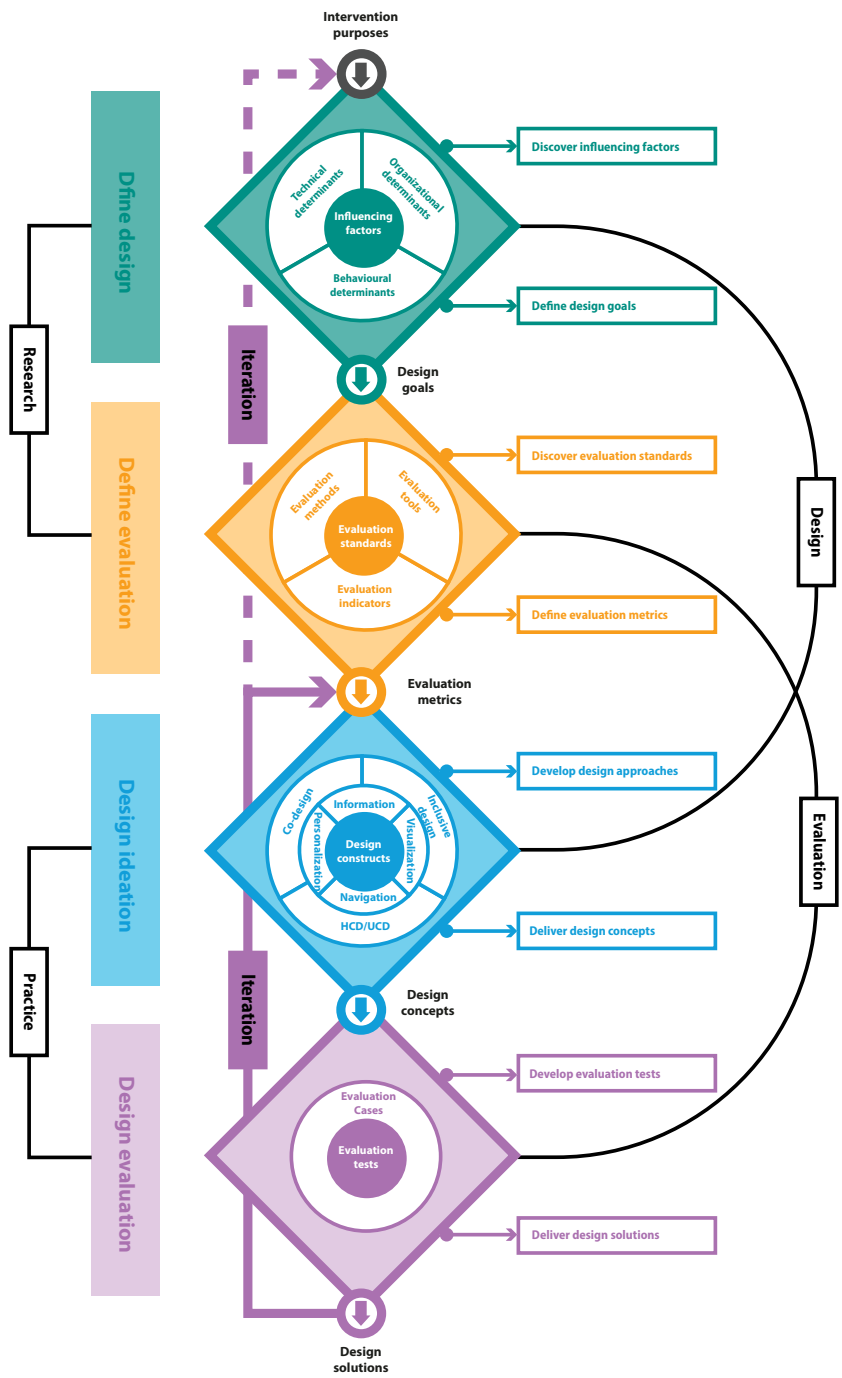 Intervention
purposes
Dfine design
Technical
determinants
Organizational
determinants
Influencing
factors
Behavioural
determinants
Discover influencing factors
Define design goals
Research
Iteration
Design
goals
Define evaluation
Evaluation
methods
Evaluation
tools
Evaluation
standards
Evaluation
indicators
Discover evaluation standards
Define evaluation metrics
Design
Evaluation
metrics
Design ideation
Co-design
Inclusive
design
Information
Personalization
Visualization
Design
constructs
Navigation
HCD/UCD
Develop design approaches
Deliver design concepts
Evaluation
Practice
Iteration
Design
concepts
Design evaluation
Evaluation
Cases
Evaluation
tests
Develop evaluation tests
Deliver design solutions
Design
solutions